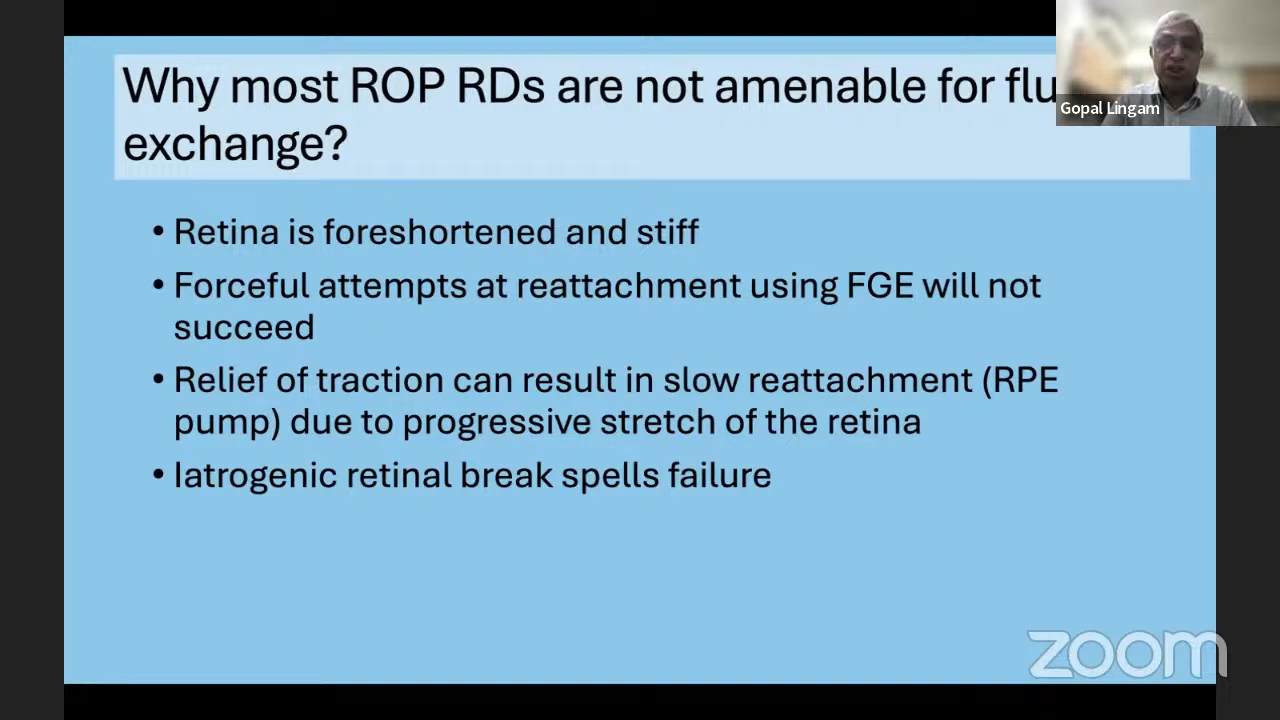 Why most ROP RDs are not amenable for flu
exchange?
Gopal Lingam
• Retina is foreshortened and stiff
• Forceful attempts at reattachment using FGE will not
succeed
• Relief of traction can result in slow reattachment (RPE
pump) due to progressive stretch of the retina
• Iatrogenic retinal break spells failure
zoom